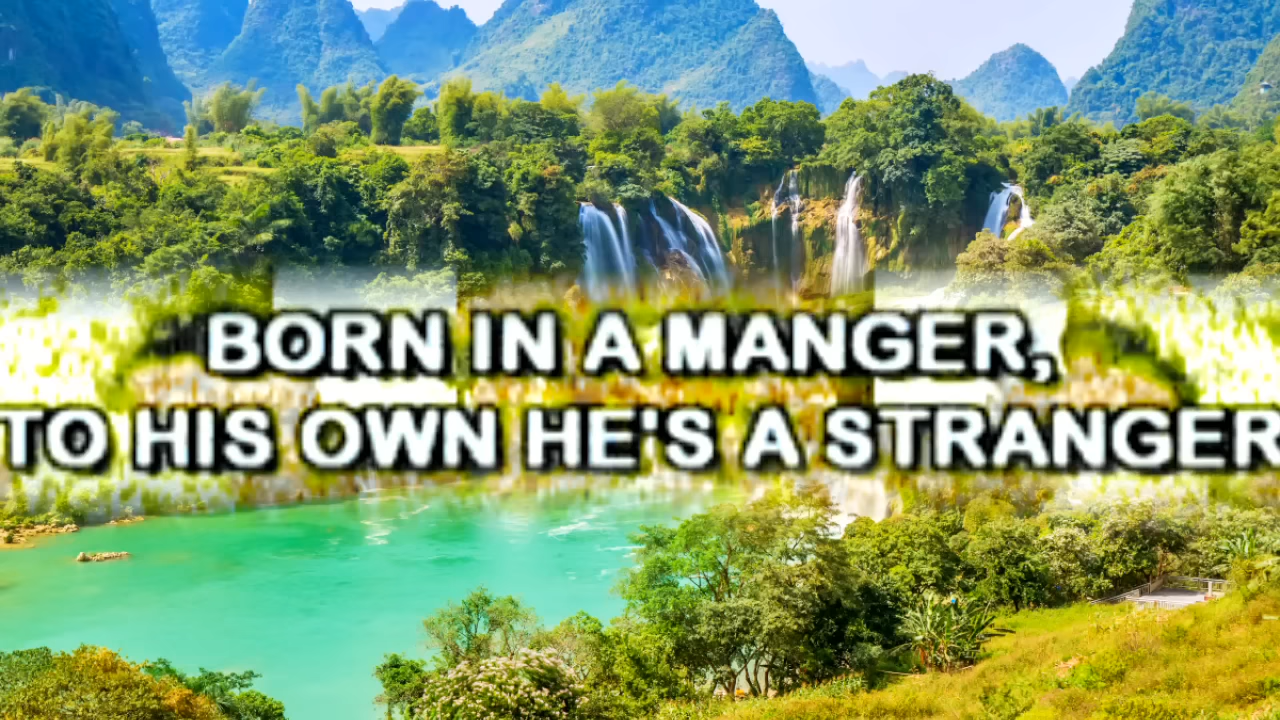 BORN IN A MANGER,
TO HIS OWN HE'S A STRANGER